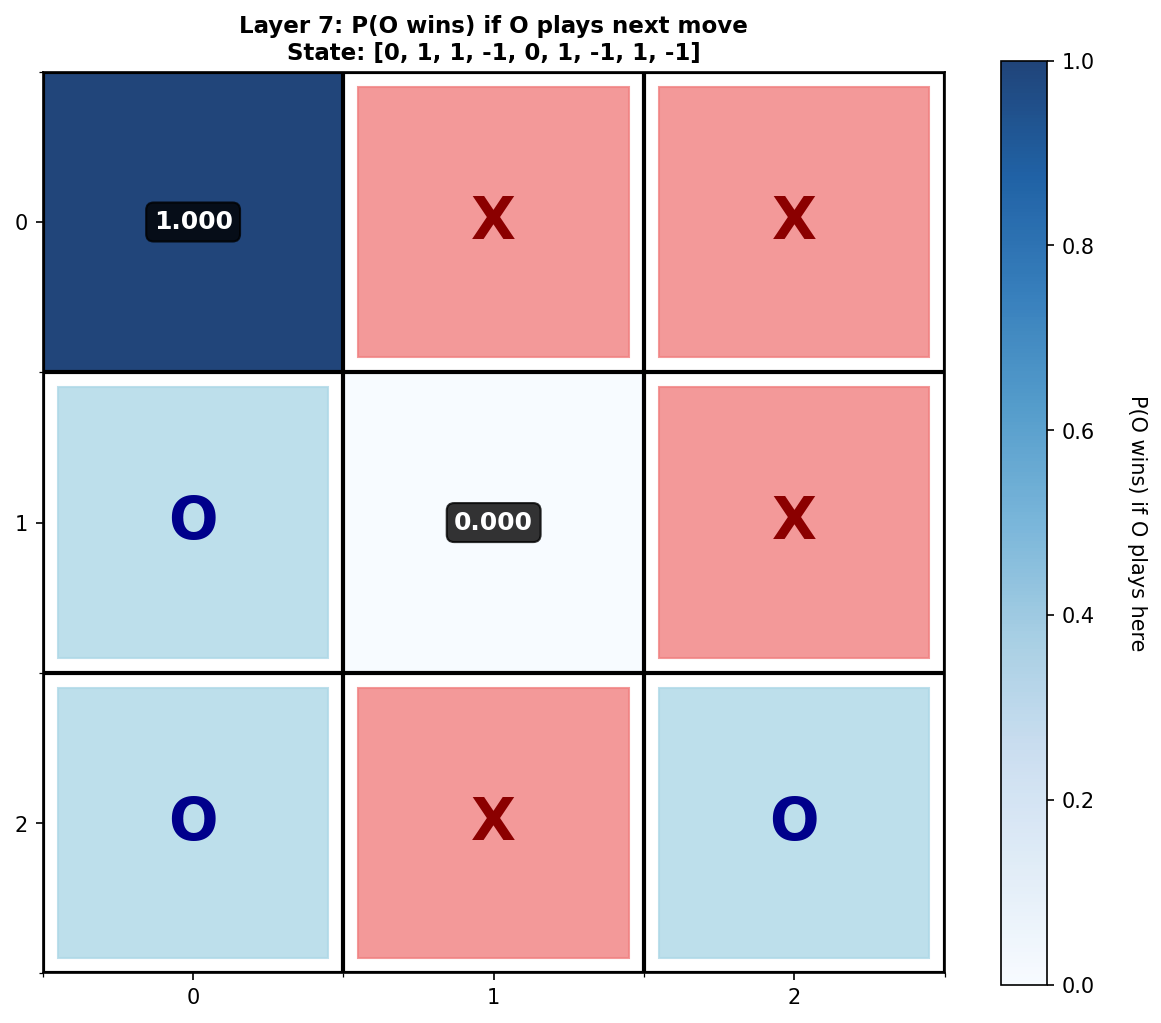 Layer 7: P(O wins) if O plays next move
State: [0, 1, 1, -1, 0, 1, -1, 1, -1]
0
1.000
X
X
1
O
0.000
X
2
O
X
O
0
1
2
1.0
0.8
0.6
0.4
0.2
0.0
P(O wins) if O plays here